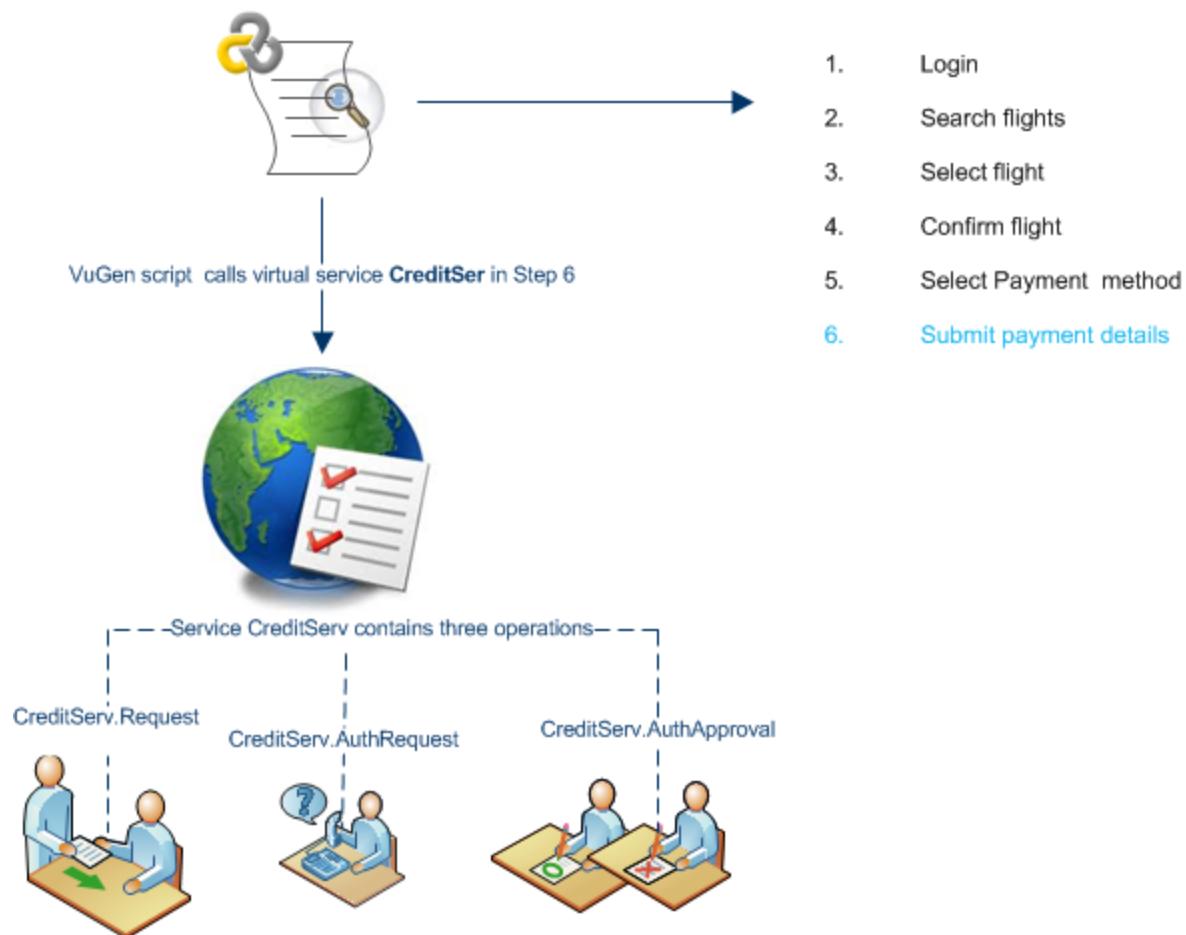 1. Login
2. Search flights
3. Select flight
4. Confirm flight
5. Select Payment method
6. Submit payment details
VuGen script calls virtual service CreditSer in Step 6
Service CreditServ contains three operations
CreditServ.Request
CreditServ.AuthRequest
CreditServ.AuthApproval
?